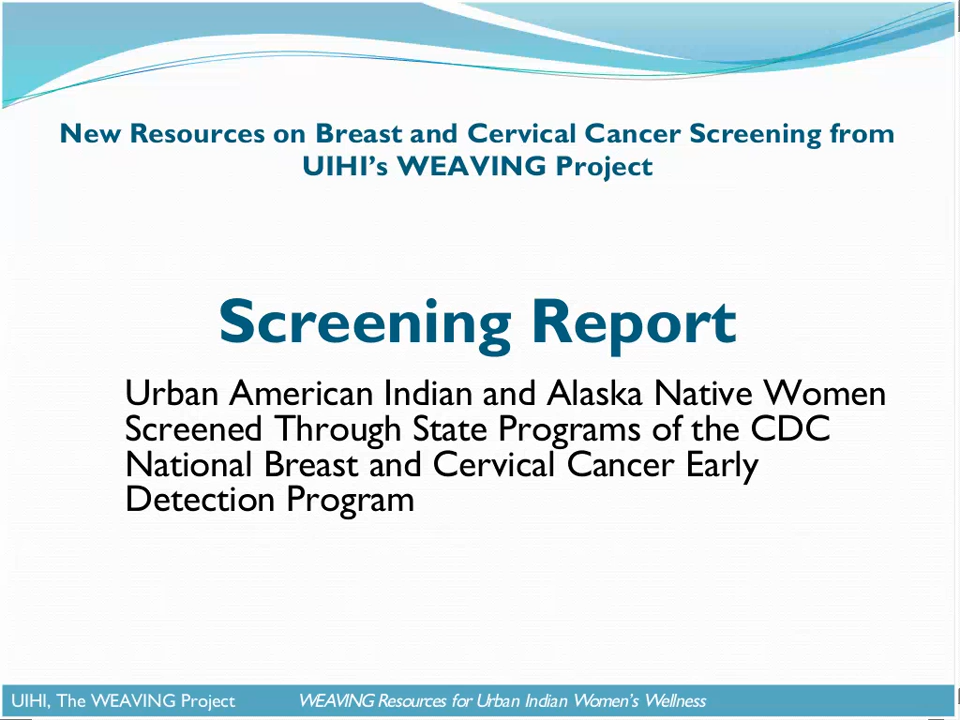 New Resources on Breast and Cervical Cancer Screening from
UIHI’s WEAVING Project
Screening Report
Urban American Indian and Alaska Native Women
Screened Through State Programs of the CDC
National Breast and Cervical Cancer Early
Detection Program
UIHI, The WEAVING Project
WEAVING Resources for Urban Indian Women’s Wellness